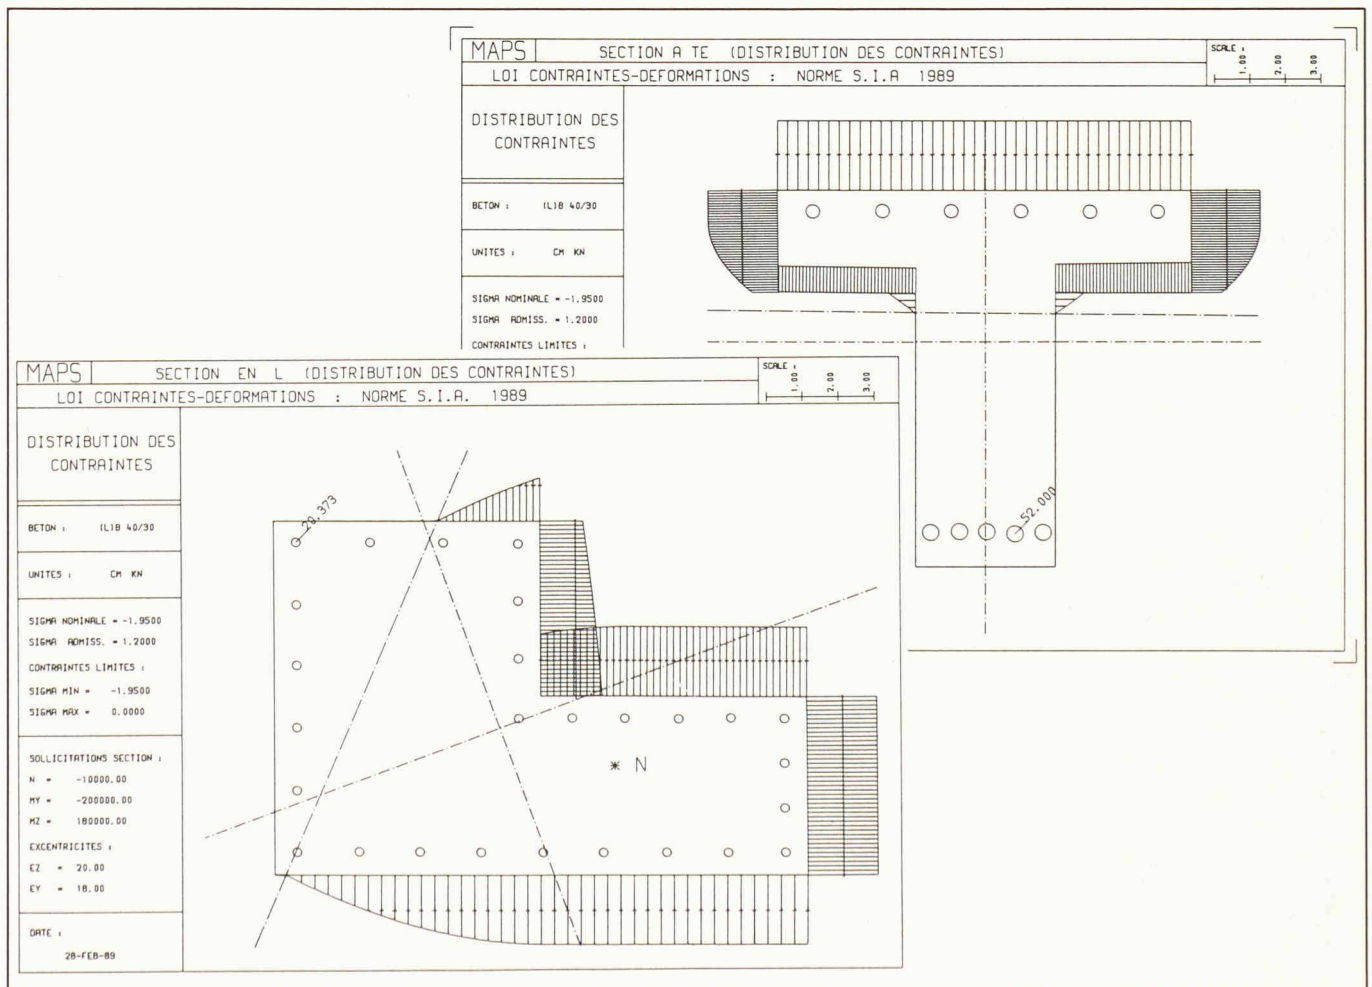 MAPS SECTION A TE (DISTRIBUTION DES CONTRAINTES)
LOI CONTRAINTES-DEFORMATIONS : NORME S.I.A 1989
SCALE :
1.00 2.00 3.00
DISTRIBUTION DES
CONTRAINTES
BETON : (L)B 40/30
UNITES : CM KN
SIGMA NOMINALE = -1.9500
SIGMA ADMISS. = 1.2000
CONTRAINTES LIMITES :
52.000
MAPS SECTION EN L (DISTRIBUTION DES CONTRAINTES)
LOI CONTRAINTES-DEFORMATIONS : NORME S.I.A. 1989
SCALE :
1.00 2.00 3.00
DISTRIBUTION DES
CONTRAINTES
BETON : (L)B 40/30
UNITES : CM KN
SIGMA NOMINALE = -1.9500
SIGMA ADMISS. = 1.2000
CONTRAINTES LIMITES :
SIGMA MIN = -1.9500
SIGMA MAX = 0.0000
SOLLICITATIONS SECTION :
N = -10000.00
MY = -200000.00
MZ = 180000.00
EXCENTRICITES :
EZ = 20.00
EY = 18.00
DATE :
28-FEB-89
20.373
* N